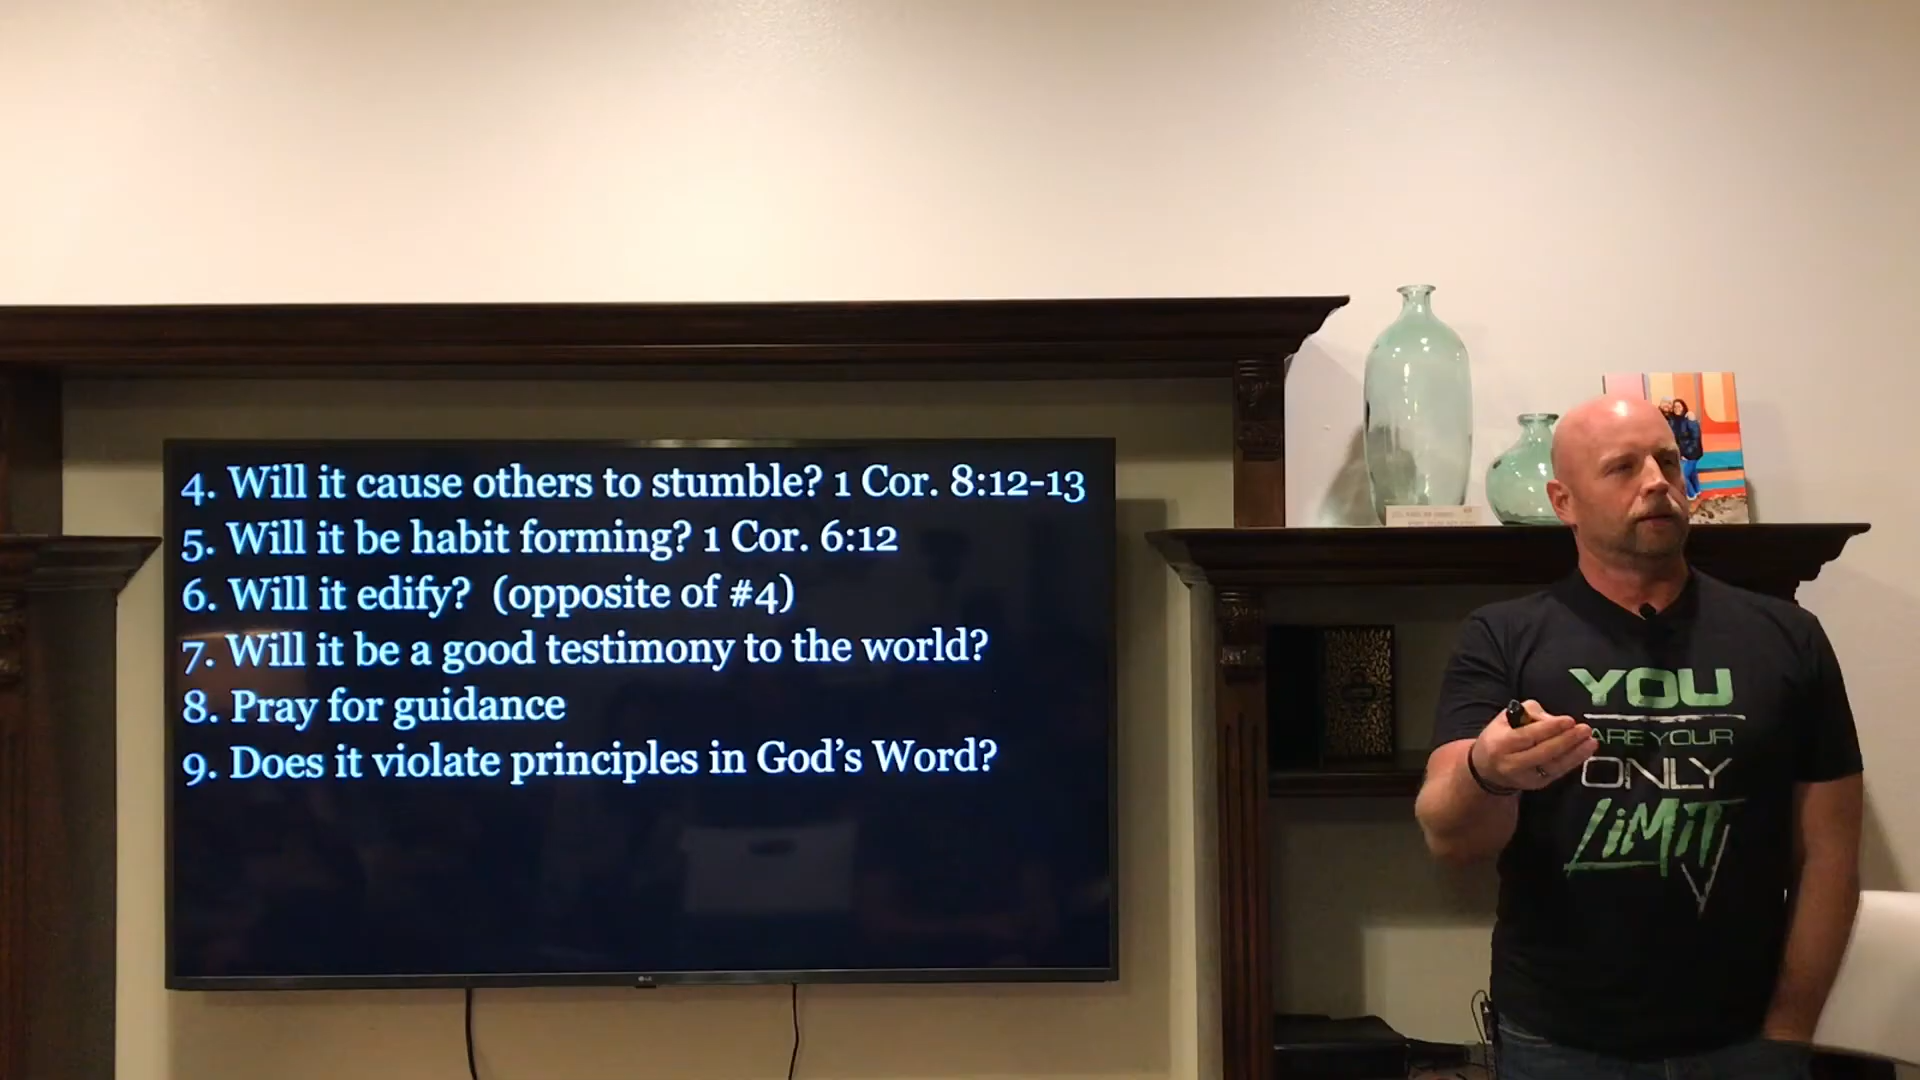 4. Will it cause others to stumble? 1 Cor. 8:12-13
5. Will it be habit forming? 1 Cor. 6:12
6. Will it edify? (opposite of #4)
7. Will it be a good testimony to the world?
8. Pray for guidance
9. Does it violate principles in God’s Word?
LG
YOU
ARE YOUR
ONLY
LIMIT